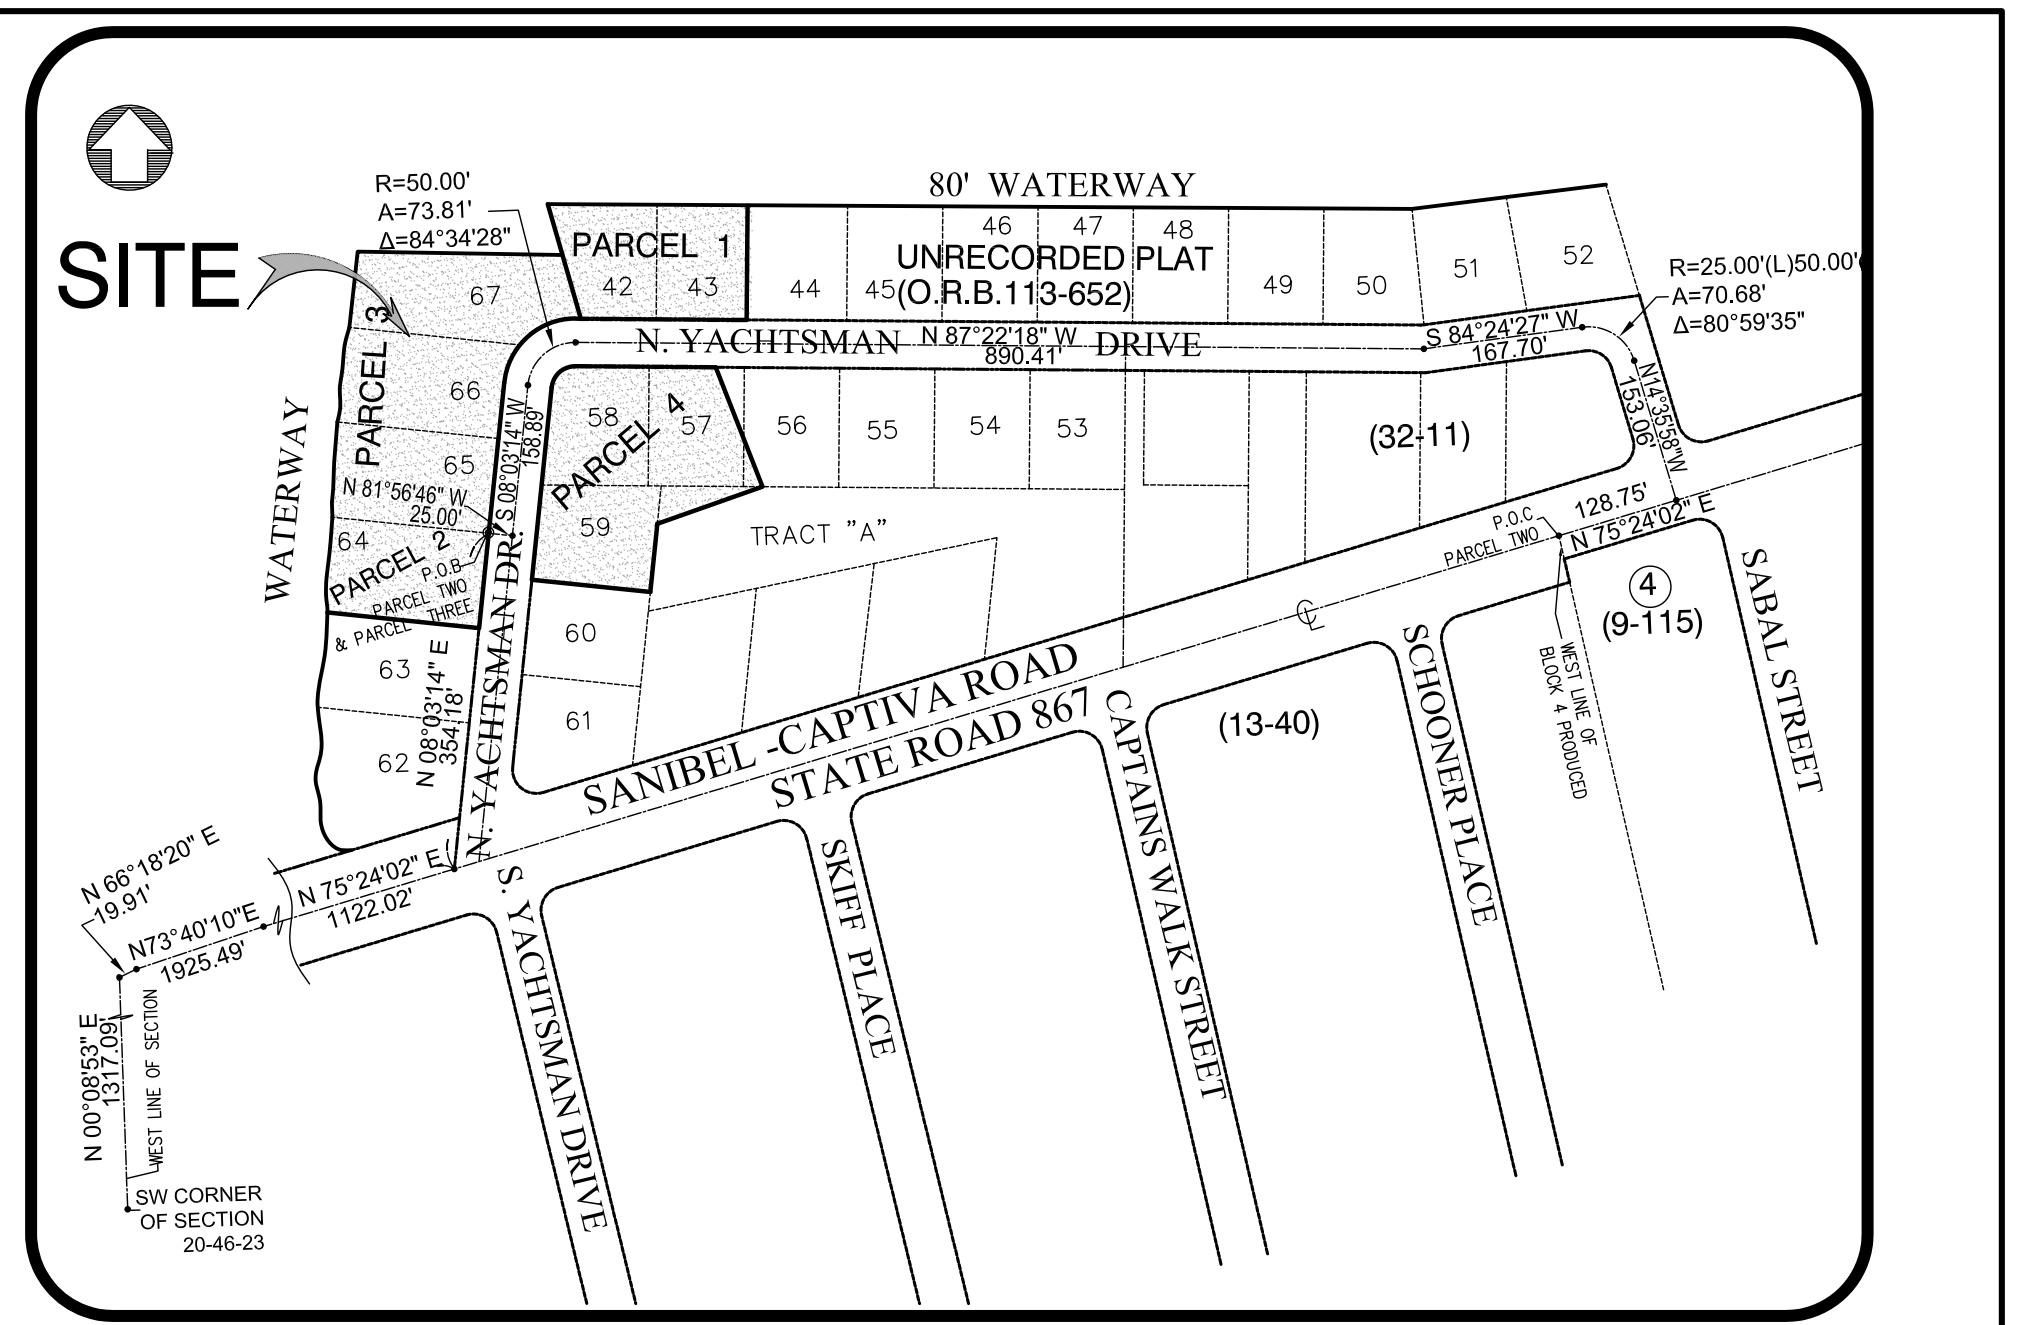 80' WATERWAY
R=50.00'
A=73.81'
Δ=84°34'28"
SITE
PARCEL 1
42
43
44
45
46
47
48
UNRECORDED PLAT
(O.R.B.113-652)
49
50
51
52
R=25.00'(L)50.00'
A=70.68'
Δ=80°59'35"
67
PARCEL 3
66
65
N 81°56'46" W
25.00'
64
PARCEL 2
P.O.B
PARCEL TWO
& PARCEL THREE
WATERWAY
N. YACHTSMAN DRIVE
N 87°22'18" W
890.41'
S 84°24'27" W
167.70'
N14°35'58"W
153.06'
S 08°03'14" W
158.89'
58
57
PARCEL 4
59
56
55
54
53
(32-11)
TRACT "A"
60
61
63
62
N 08°03'14" E
354.18'
N. YACHTSMAN DR.
128.75'
N 75°24'02" E
P.O.C
PARCEL TWO
4
(9-115)
SABAL STREET
WEST LINE OF
BLOCK 4 PRODUCED
SCHOONER PLACE
℄
SANIBEL -CAPTIVA ROAD
STATE ROAD 867
(13-40)
CAPTAINS WALK STREET
SKIFF PLACE
S. YACHTSMAN DRIVE
N 75°24'02" E
1122.02'
N 66°18'20" E
19.91'
N73°40'10"E
1925.49'
N 00°08'53" E
1317.09'
WEST LINE OF SECTION
SW CORNER
OF SECTION
20-46-23